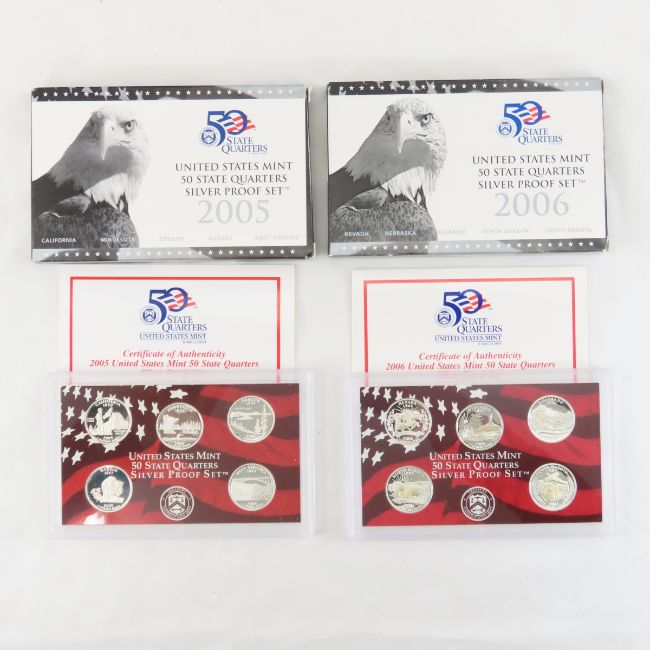 50
STATE
QUARTERS
UNITED STATES MINT
50 STATE QUARTERS
SILVER PROOF SET™
2005
CALIFORNIA MINNESOTA OREGON KANSAS WEST VIRGINIA
50
STATE
QUARTERS
UNITED STATES MINT
50 STATE QUARTERS
SILVER PROOF SET™
2006
NEVADA NEBRASKA COLORADO NORTH DAKOTA SOUTH DAKOTA
50
STATE
QUARTERS
UNITED STATES MINT
Certificate of Authenticity
2005 United States Mint 50 State Quarters
50
STATE
QUARTERS
UNITED STATES MINT
Certificate of Authenticity
2006 United States Mint 50 State Quarters
UNITED STATES MINT
50 STATE QUARTERS
SILVER PROOF SET™
UNITED STATES MINT
50 STATE QUARTERS
SILVER PROOF SET™